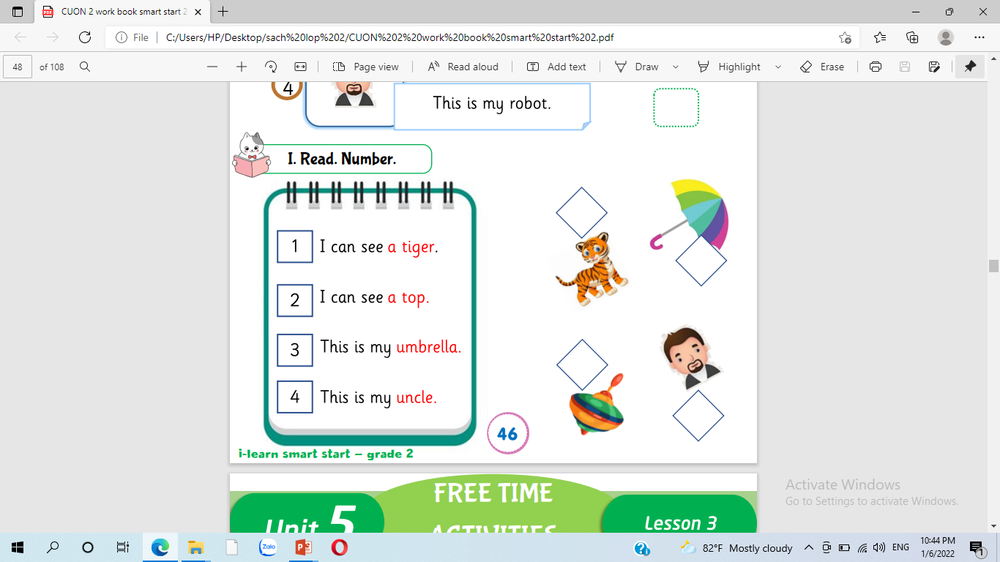 CUON 2 work book smart start 2
File C:/Users/HP/Desktop/sach%20lop%202/CUON%202%20work%20book%20smart%20start%202.pdf
48 of 108 Page view Read aloud Add text Draw Highlight Erase
4
This is my robot.
I. Read. Number.
1 I can see a tiger.
2 I can see a top.
3 This is my umbrella.
4 This is my uncle.
46
i-learn smart start – grade 2
Activate Windows
Go to Settings to activate Windows.
FREE TIME
ACTIVITIES
Unit 5
Lesson 3
Zalo 82°F Mostly cloudy ENG 10:44 PM
1/6/2022 1